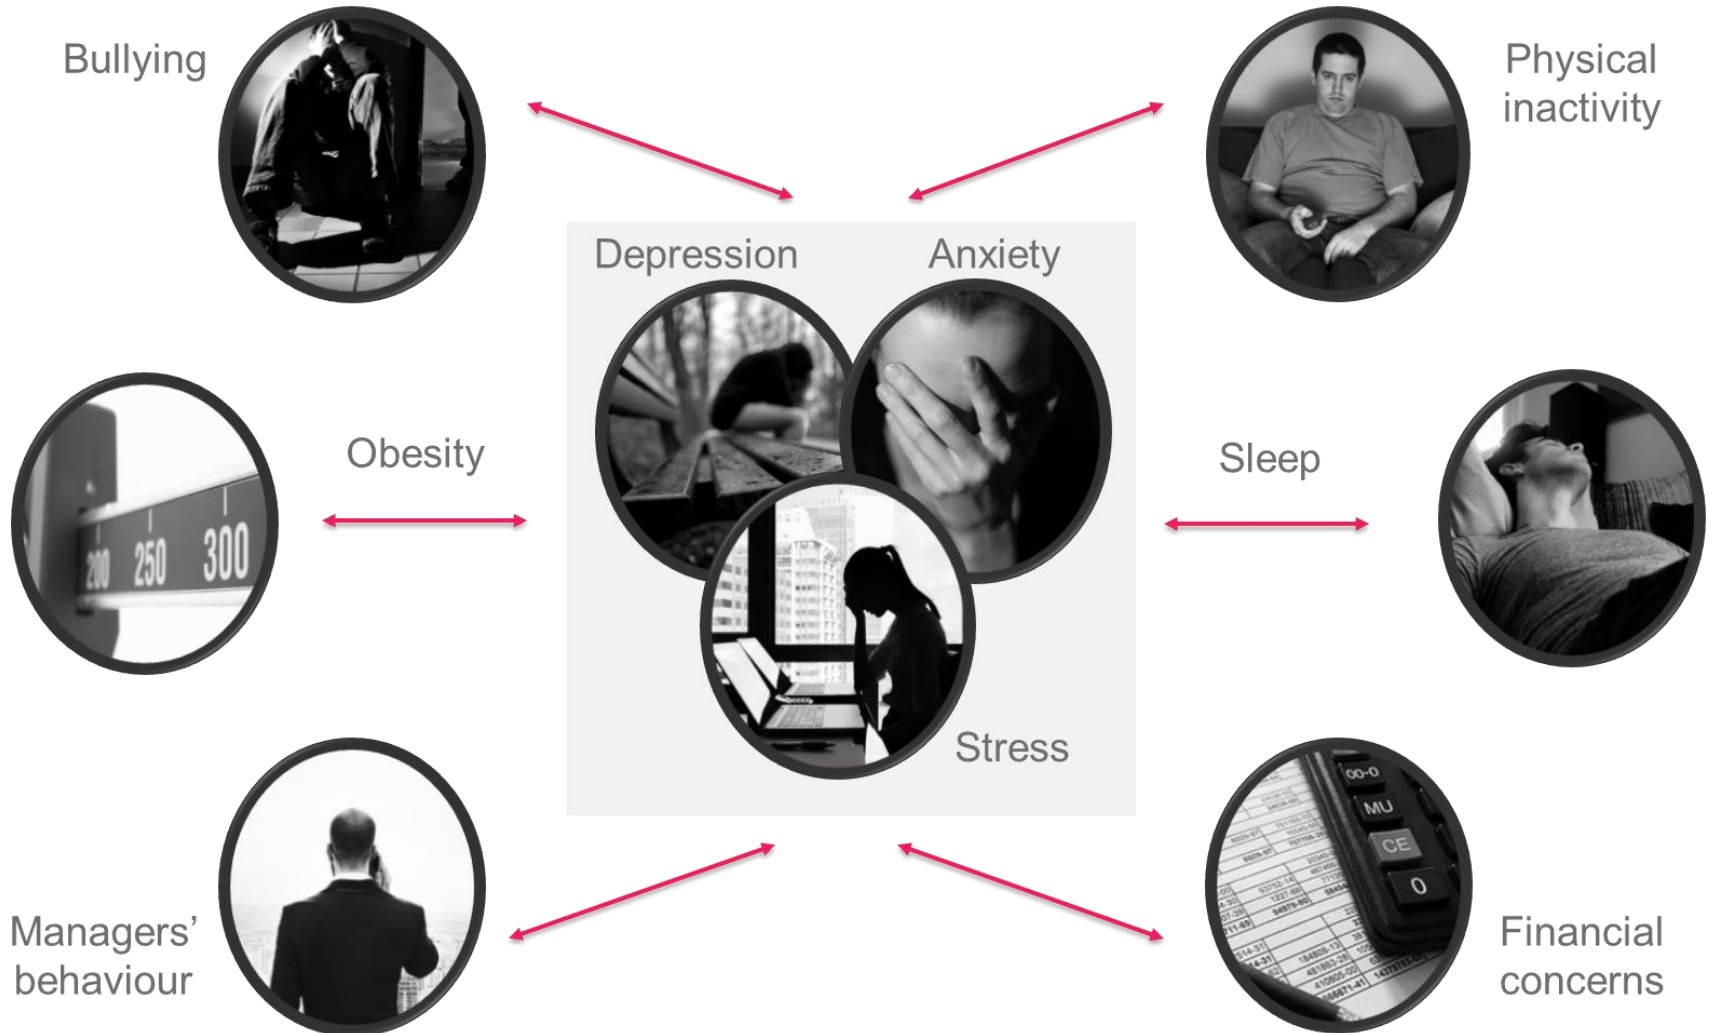 Bullying
Physical
inactivity
Depression
Anxiety
Obesity
Sleep
200 250 300
Stress
00-0
MU
CE
0
Managers’
behaviour
Financial
concerns